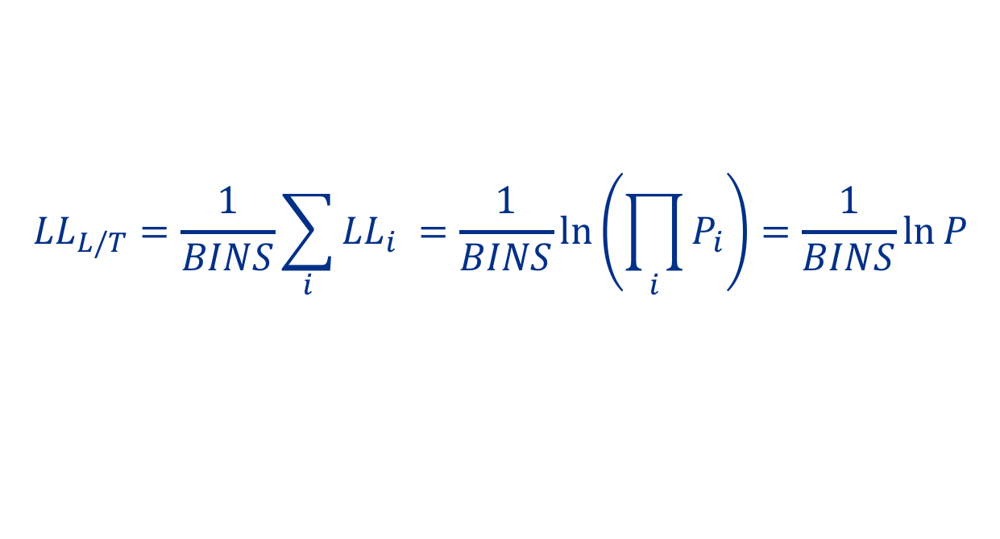 $LL_{L/T} = \frac{1}{BINS} \sum_{i} LL_i = \frac{1}{BINS} \ln \left( \prod_{i} P_i \right) = \frac{1}{BINS} \ln P$